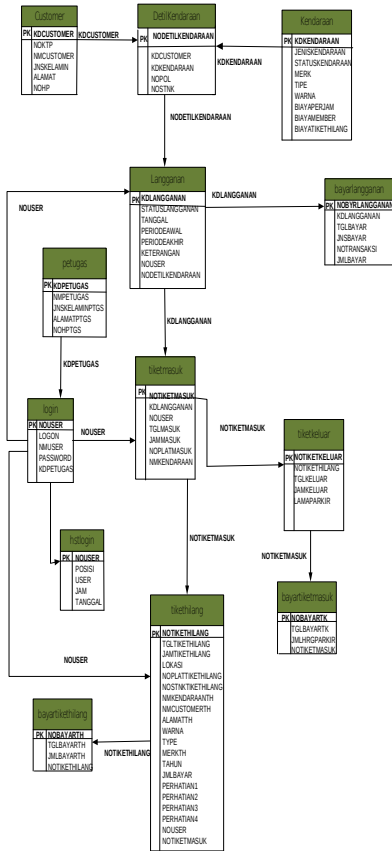 Customer
PK KDCUSTOMER
NOKTP
NMCUSTOMER
JNSKELAMIN
ALAMAT
NOHP
KDCUSTOMER
DetilKendaraan
PK NODETILKENDARAAN
KDCUSTOMER
KDKENDARAAN
NOPOL
NOSTNK
KDKENDARAAN
Kendaraan
PK KDKENDARAAN
JENISKENDARAAN
STATUSKENDARAAN
MERK
TIPE
WARNA
BIAYAPERJAM
BIAYAMEMBER
BIAYATIKETHILANG
NODETILKENDARAAN
Langganan
PK KDLANGGANAN
STATUSLANGGANAN
TANGGAL
PERIODEAWAL
PERIODEAKHIR
KETERANGAN
NOUSER
NODETILKENDARAAN
KDLANGGANAN
bayarlangganan
PK NOBYRLANGGANAN
KDLANGGANAN
TGLBAYAR
JNSBAYAR
NOTRANSAKSI
JMLBAYAR
NOUSER
petugas
PK KDPETUGAS
NMPETUGAS
JNSKELAMINPTGS
ALAMATPTGS
NOHPTGS
KDLANGGANAN
KDPETUGAS
tiketmasuk
PK NOTIKETMASUK
KDLANGGANAN
NOUSER
TGLMASUK
JAMMASUK
NOPLATMASUK
NMKENDARAAN
login
PK NOUSER
LOGON
NMUSER
PASSWORD
KDPETUGAS
NOUSER
NOTIKETMASUK
tiketkeluar
PK NOTIKETKELUAR
NOTIKETHILANG
TGLKELUAR
JAMKELUAR
LAMAPARKIR
hstlogin
PK NOUSER
POSISI
USER
JAM
TANGGAL
NOTIKETMASUK
NOTIKETMASUK
bayartiketmasuk
PK NOBAYARTK
TGLBAYARTK
JMLHRGPARKIR
NOTIKETMASUK
tikethilang
PK NOTIKETHILANG
TGLTIKETHILANG
JAMTIKETHILANG
LOKASI
NOPLATTIKETHILANG
NOSTNKTIKETHILANG
NMKENDARAANTH
NMCUSTOMERTH
ALAMATTH
WARNA
TYPE
MERKTH
TAHUN
JMLBAYAR
PERHATIAN1
PERHATIAN2
PERHATIAN3
PERHATIAN4
NOUSER
NOTIKETMASUK
NOUSER
bayartikethilang
PK NOBAYARTH
TGLBAYARTH
JMLBAYARTH
NOTIKETHILANG
NOTIKETHILANG